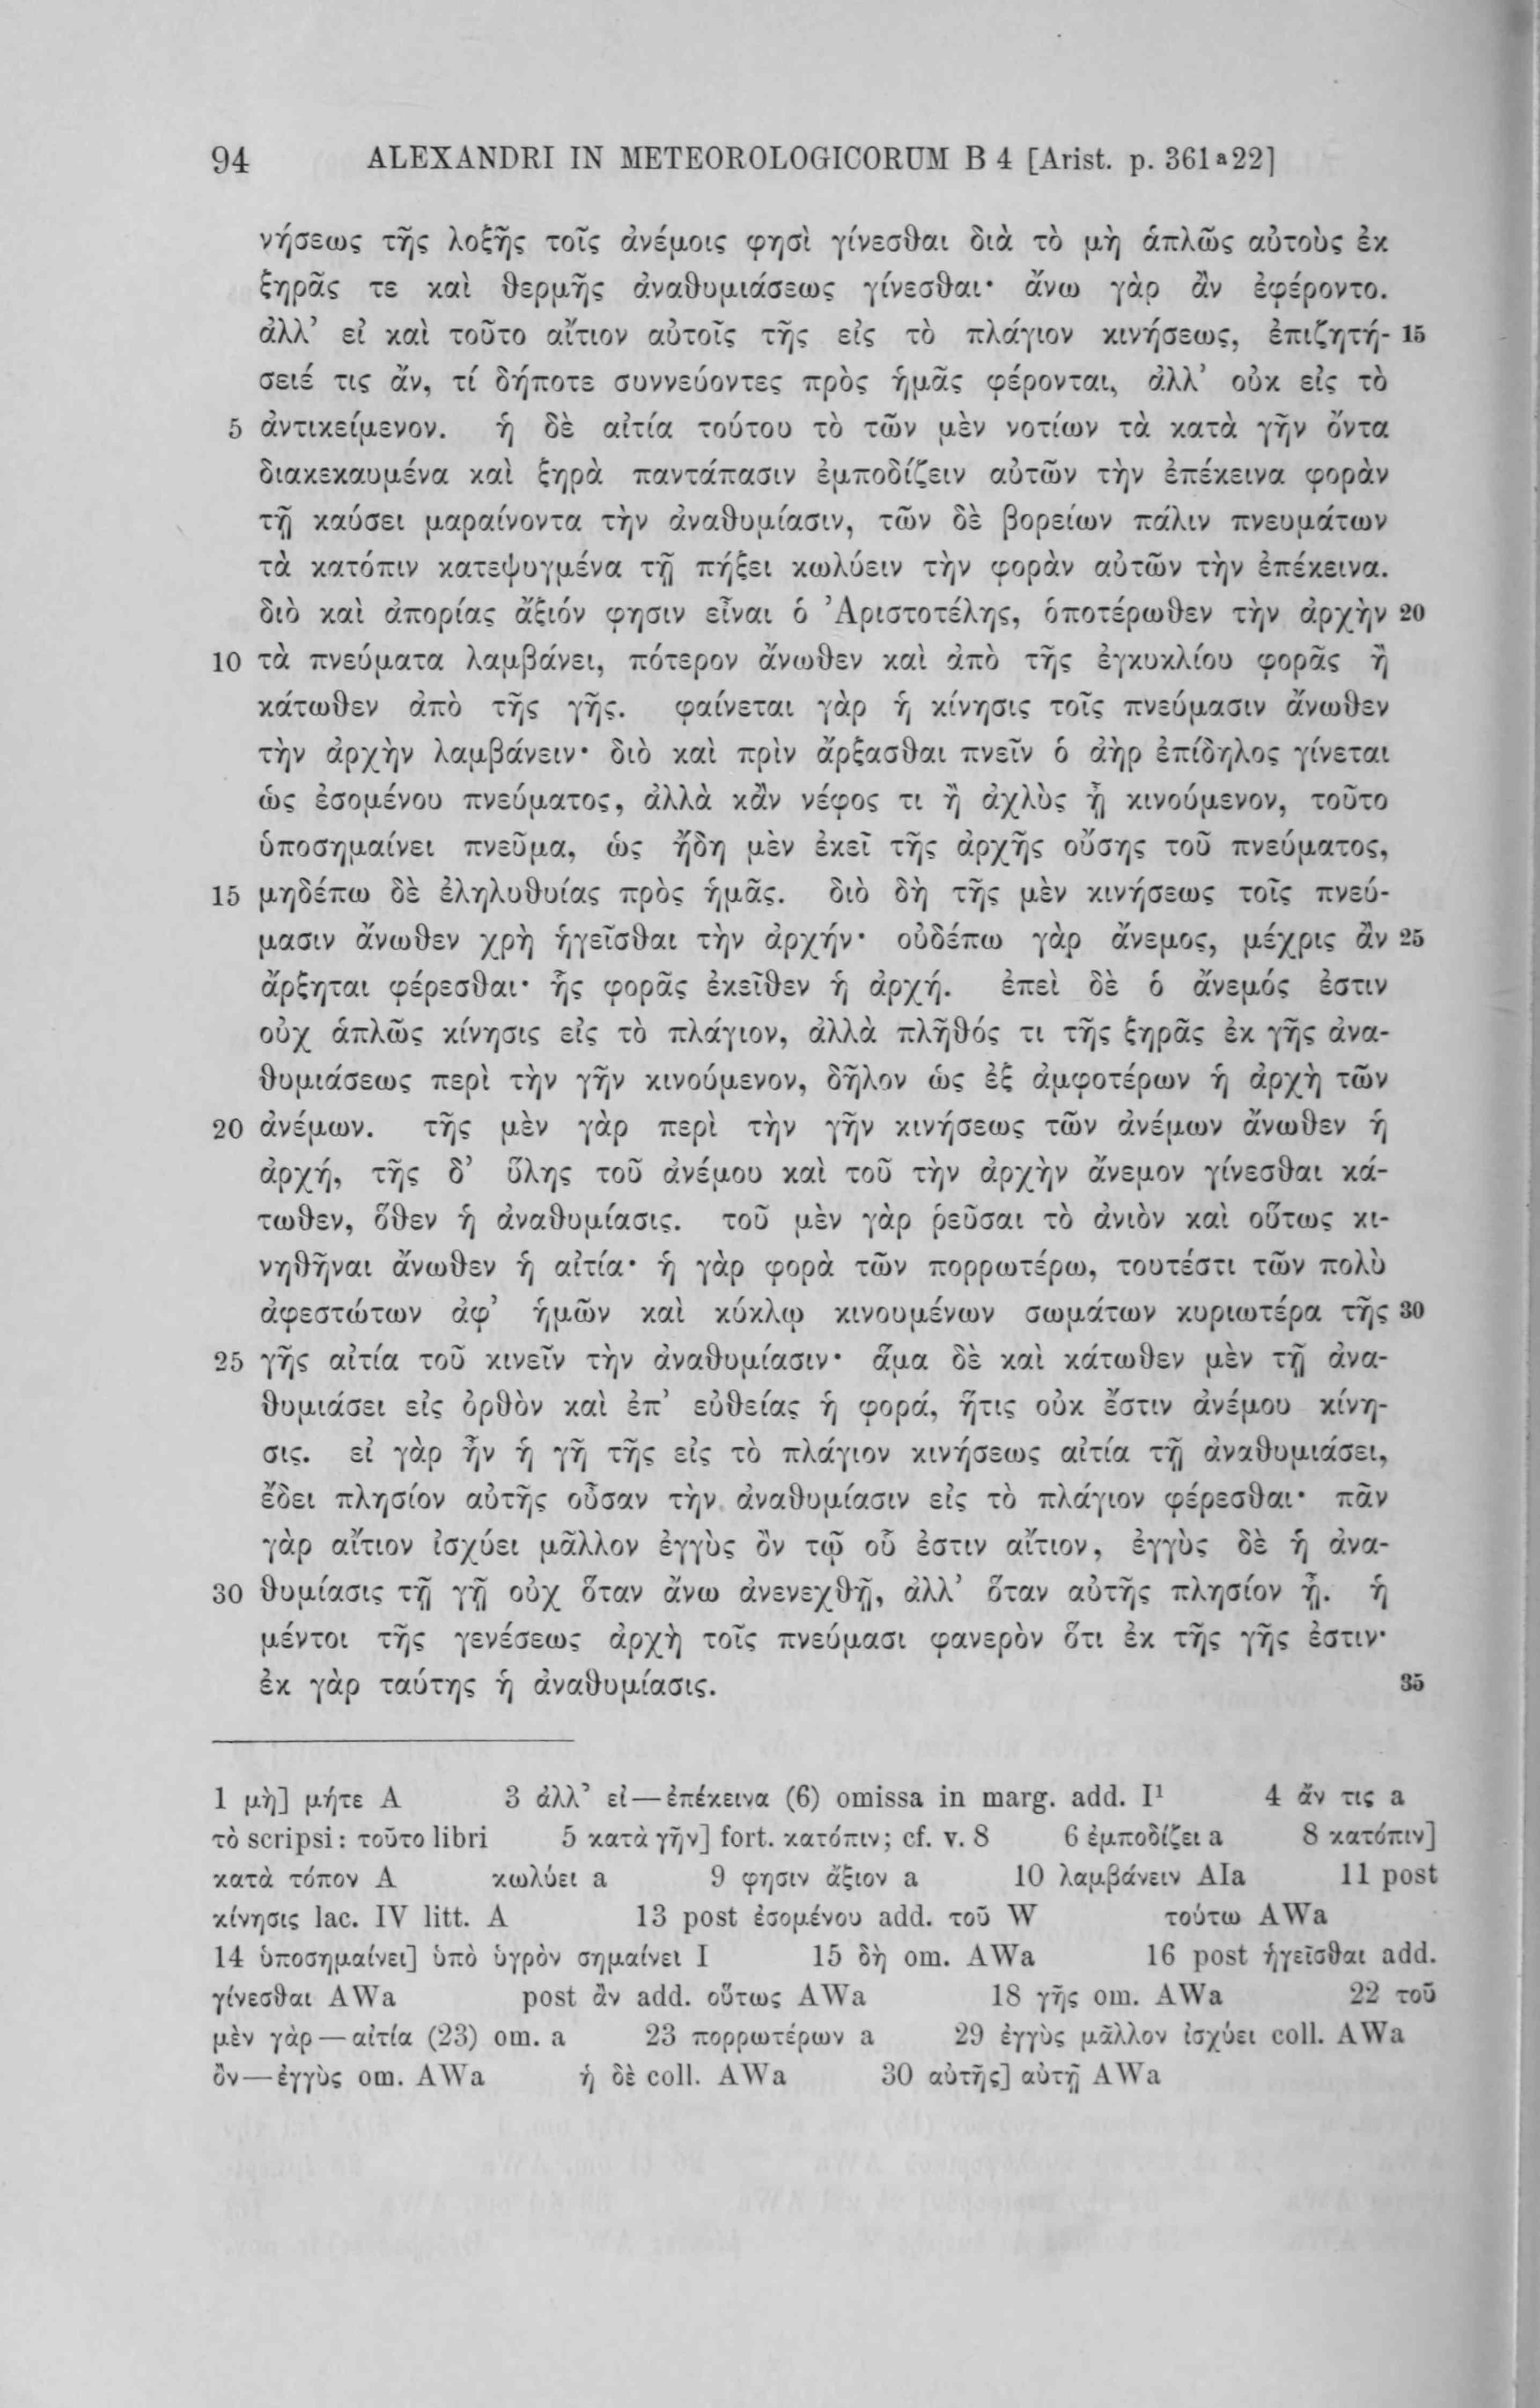 94 ALEXANDRI IN METEOROLOGICORUM B 4 [Arist. p. 361 a 22]
νήσεως τῆς λοξῆς τοῖς ἀνέμοις φησὶ γίνεσθαι διὰ τὸ μὴ ἁπλῶς αὐτοὺς ἐκ
ξηρᾶς τε καὶ θερμῆς ἀναθυμιάσεως γίνεσθαι· ἄνω γὰρ ἂν ἐφέροντο.
ἀλλ’ εἰ καὶ τοῦτο αἴτιον αὐτοῖς τῆς εἰς τὸ πλάγιον κινήσεως, ἐπιζητή- 15
σειέ τις ἄν, τί δήποτε συννεύοντες πρὸς ἡμᾶς φέρονται, ἀλλ’ οὐκ εἰς τὸ
5 ἀντικείμενον. ἡ δὲ αἰτία τούτου τὸ τῶν μὲν νοτίων τὰ κατὰ γῆν ὄντα
διακεκαυμένα καὶ ξηρὰ παντάπασιν ἐμποδίζειν αὐτῶν τὴν ἐπέκεινα φορὰν
τῇ καύσει μαραίνοντα τὴν ἀναθυμίασιν, τῶν δὲ βορείων πάλιν πνευμάτων
τὰ κατόπιν κατεψυγμένα τῇ πήξει κωλύειν τὴν φορὰν αὐτῶν τὴν ἐπέκεινα.
διὸ καὶ ἀπορίας ἄξιόν φησιν εἶναι ὁ Ἀριστοτέλης, ὁποτέρωθεν τὴν ἀρχὴν 20
10 τὰ πνεύματα λαμβάνει, πότερον ἄνωθεν καὶ ἀπὸ τῆς ἐγκυκλίου φορᾶς ἢ
κάτωθεν ἀπὸ τῆς γῆς. φαίνεται γὰρ ἡ κίνησις τοῖς πνεύμασιν ἄνωθεν
τὴν ἀρχὴν λαμβάνειν· διὸ καὶ πρὶν ἄρξασθαι πνεῖν ὁ ἀὴρ ἐπίδηλος γίνεται
ὡς ἐσομένου πνεύματος, ἀλλὰ κἂν νέφος τι ἢ ἀχλὺς ᾖ κινούμενον, τοῦτο
ὑποσημαίνει πνεῦμα, ὡς ἤδη μὲν ἐκεῖ τῆς ἀρχῆς οὔσης τοῦ πνεύματος,
15 μηδέπω δὲ ἐληλυθυίας πρὸς ἡμᾶς. διὸ δὴ τῆς μὲν κινήσεως τοῖς πνεύ-
μασιν ἄνωθεν χρὴ ἡγεῖσθαι τὴν ἀρχήν· οὐδέπω γὰρ ἄνεμος, μέχρις ἂν 25
ἄρξηται φέρεσθαι· ἧς φορᾶς ἐκεῖθεν ἡ ἀρχή. ἐπεὶ δὲ ὁ ἄνεμός ἐστιν
οὐχ ἁπλῶς κίνησις εἰς τὸ πλάγιον, ἀλλὰ πλῆθός τι τῆς ξηρᾶς ἐκ γῆς ἀνα-
θυμιάσεως περὶ τὴν γῆν κινούμενον, δῆλον ὡς ἐξ ἀμφοτέρων ἡ ἀρχὴ τῶν
20 ἀνέμων. τῆς μὲν γὰρ περὶ τὴν γῆν κινήσεως τῶν ἀνέμων ἄνωθεν ἡ
ἀρχή, τῆς δ’ ὕλης τοῦ ἀνέμου καὶ τοῦ τὴν ἀρχὴν ἄνεμον γίνεσθαι κά-
τωθεν, ὅθεν ἡ ἀναθυμίασις. τοῦ μὲν γὰρ ῥεῦσαι τὸ ἀνιὸν καὶ οὕτως κι-
νηθῆναι ἄνωθεν ἡ αἰτία· ἡ γὰρ φορὰ τῶν πορρωτέρω, τουτέστι τῶν πολὺ
ἀφεστώτων ἀφ’ ἡμῶν καὶ κύκλῳ κινουμένων σωμάτων κυριωτέρα τῆς 30
25 γῆς αἰτία τοῦ κινεῖν τὴν ἀναθυμίασιν· ἅμα δὲ καὶ κάτωθεν μὲν τῇ ἀνα-
θυμιάσει εἰς ὀρθὸν καὶ ἐπ’ εὐθείας ἡ φορά, ἥτις οὐκ ἔστιν ἀνέμου κίνη-
σις. εἰ γὰρ ἦν ἡ γῆ τῆς εἰς τὸ πλάγιον κινήσεως αἰτία τῇ ἀναθυμιάσει,
ἔδει πλησίον αὐτῆς οὖσαν τὴν ἀναθυμίασιν εἰς τὸ πλάγιον φέρεσθαι· πᾶν
γὰρ αἴτιον ἰσχύει μᾶλλον ἐγγὺς ὂν τῷ οὗ ἐστιν αἴτιον, ἐγγὺς δὲ ἡ ἀνα-
30 θυμίασις τῇ γῇ οὐχ ὅταν ἄνω ἀνενεχθῇ, ἀλλ’ ὅταν αὐτῆς πλησίον ᾖ. ἡ
μέντοι τῆς γενέσεως ἀρχὴ τοῖς πνεύμασι φανερὸν ὅτι ἐκ τῆς γῆς ἐστιν·
ἐκ γὰρ ταύτης ἡ ἀναθυμίασις. 35
1 μὴ] μήτε A 3 ἀλλ’ εἰ—ἐπέκεινα (6) omissa in marg. add. I¹ 4 ἄν τις a
τὸ scripsi: τοῦτο libri 5 κατὰ γῆν] fort. κατόπιν; cf. v. 8 6 ἐμποδίζει a 8 κατόπιν]
κατὰ τόπον A κωλύει a 9 φησιν ἄξιον a 10 λαμβάνειν AIa 11 post
κίνησις lac. IV litt. A 13 post ἐσομένου add. τοῦ W τούτω AWa
14 ὑποσημαίνει] ὑπὸ ὑγρὸν σημαίνει I 15 δὴ om. AWa 16 post ἡγεῖσθαι add.
γίνεσθαι AWa post ἂν add. οὕτως AWa 18 γῆς om. AWa 22 τοῦ
μὲν γὰρ—αἰτία (23) om. a 23 πορρωτέρων a 29 ἐγγὺς μᾶλλον ἰσχύει coll. AWa
ὂν—ἐγγὺς om. AWa ἡ δὲ coll. AWa 30 αὐτῆς] αὐτῇ AWa